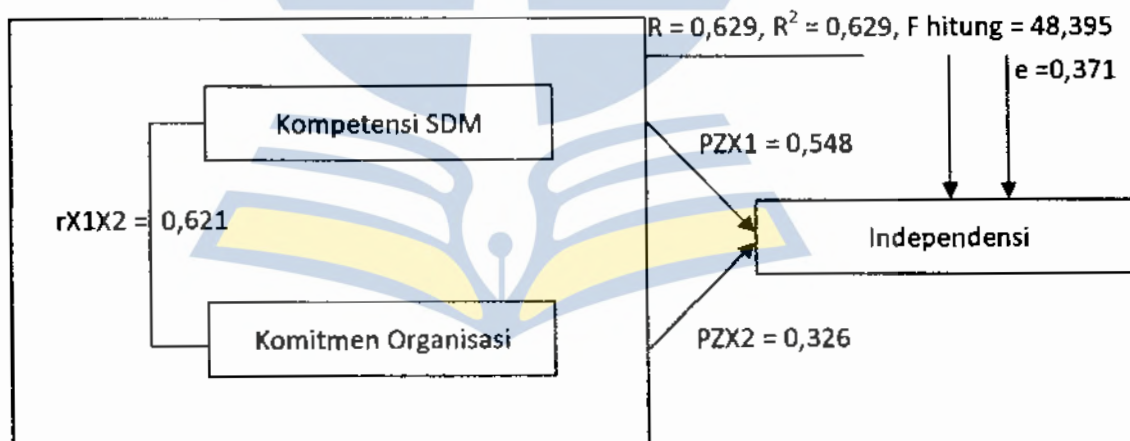 R = 0,629, R² = 0,629, F hitung = 48,395
e =0,371
Kompetensi SDM
PZX1 = 0,548
rX1X2 = 0,621
Independensi
Komitmen Organisasi
PZX2 = 0,326